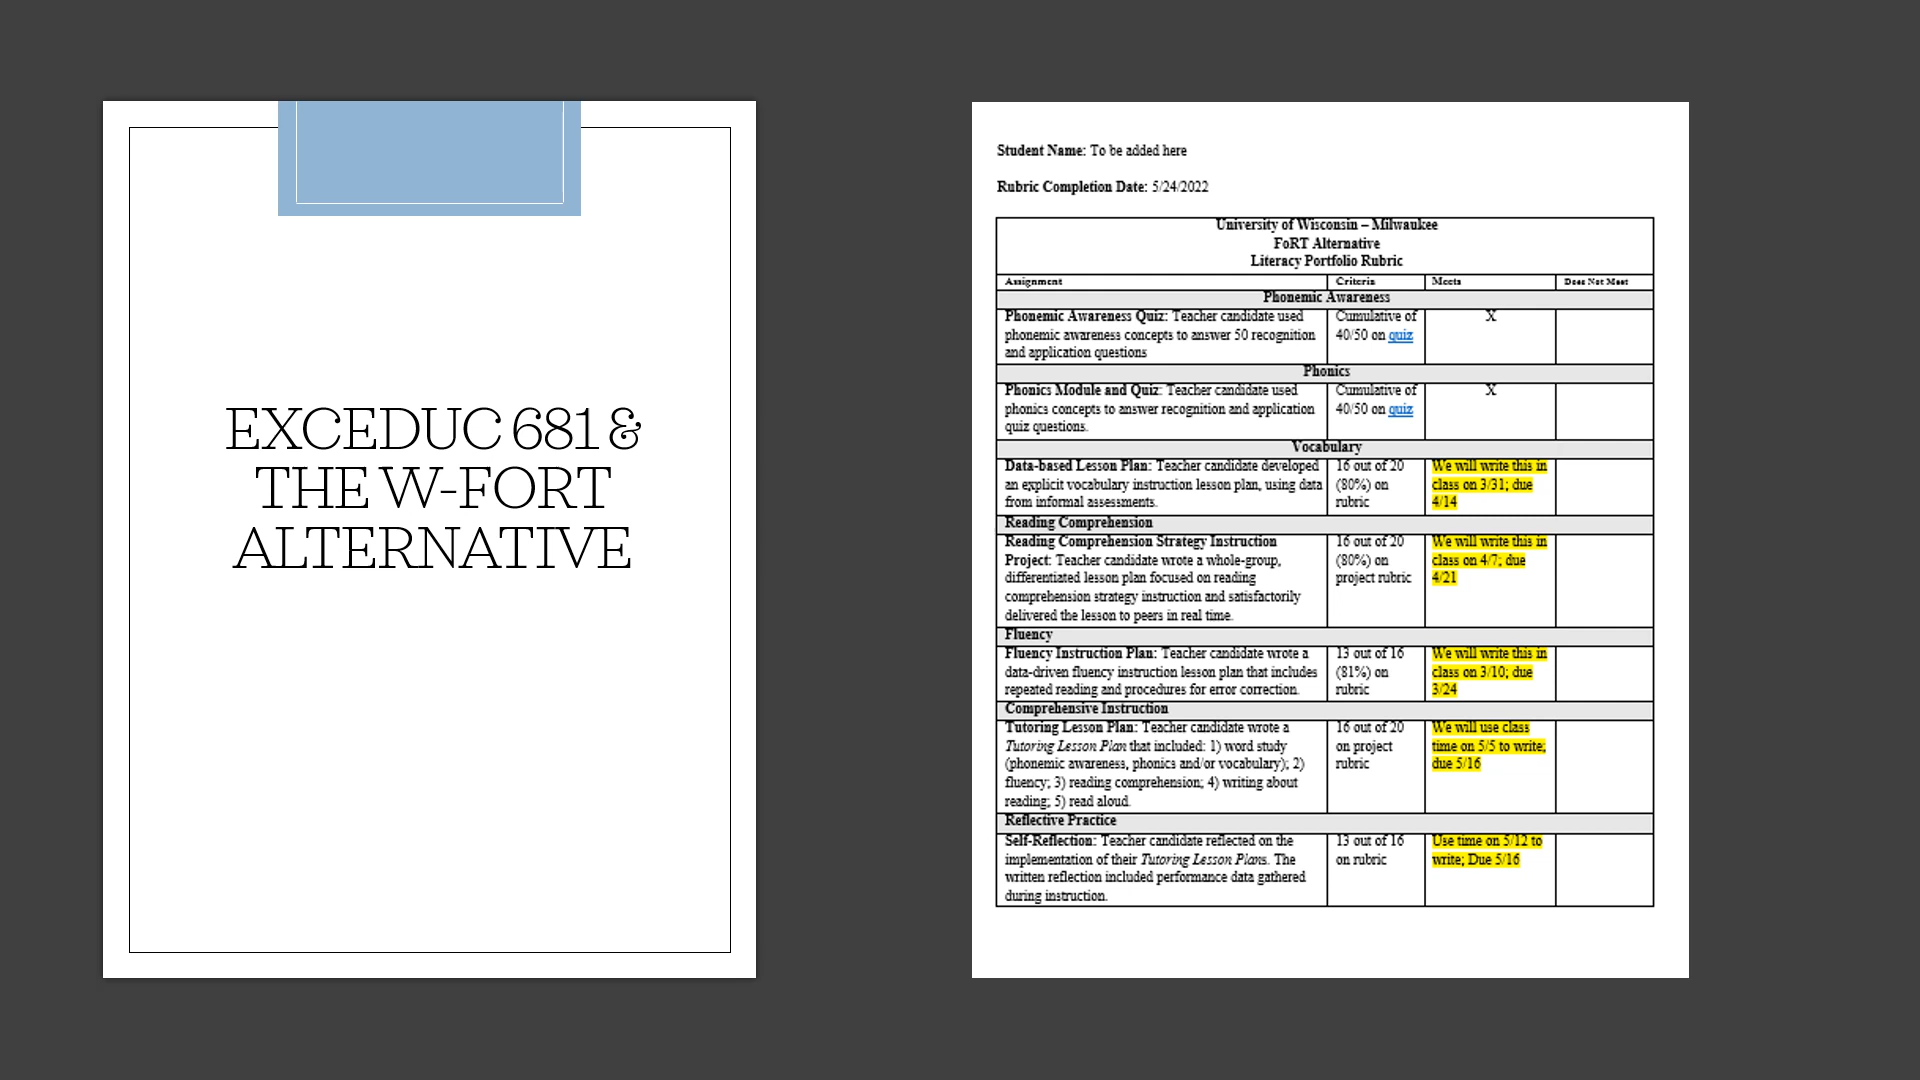 EXCEDUC 681 &
THE W-FORT
ALTERNATIVE
Student Name: To be added here
Rubric Completion Date: 5/24/2022
University of Wisconsin – Milwaukee
FoRT Alternative
Literacy Portfolio Rubric
Assignment Criteria Meets Does Not Meet
Phonemic Awareness
Phonemic Awareness Quiz: Teacher candidate used
phonemic awareness concepts to answer 50 recognition
and application questions
Cumulative of
40/50 on quiz
X
Phonics
Phonics Module and Quiz: Teacher candidate used
phonics concepts to answer recognition and application
quiz questions.
Cumulative of
40/50 on quiz
X
Vocabulary
Data-based Lesson Plan: Teacher candidate developed
an explicit vocabulary instruction lesson plan, using data
from informal assessments.
16 out of 20
(80%) on
rubric
We will write this in
class on 3/31; due
4/14
Reading Comprehension
Reading Comprehension Strategy Instruction
Project: Teacher candidate wrote a whole-group,
differentiated lesson plan focused on reading
comprehension strategy instruction and satisfactorily
delivered the lesson to peers in real time.
16 out of 20
(80%) on
project rubric
We will write this in
class on 4/7; due
4/21
Fluency
Fluency Instruction Plan: Teacher candidate wrote a
data-driven fluency instruction lesson plan that includes
repeated reading and procedures for error correction.
13 out of 16
(81%) on
rubric
We will write this in
class on 3/10; due
3/24
Comprehensive Instruction
Tutoring Lesson Plan: Teacher candidate wrote a
Tutoring Lesson Plan that included: 1) word study
(phonemic awareness, phonics and/or vocabulary); 2)
fluency; 3) reading comprehension; 4) writing about
reading; 5) read aloud.
16 out of 20
on project
rubric
We will use class
time on 5/5 to write;
due 5/16
Reflective Practice
Self-Reflection: Teacher candidate reflected on the
implementation of their Tutoring Lesson Plans. The
written reflection included performance data gathered
during instruction.
13 out of 16
on rubric
Use time on 5/12 to
write; Due 5/16